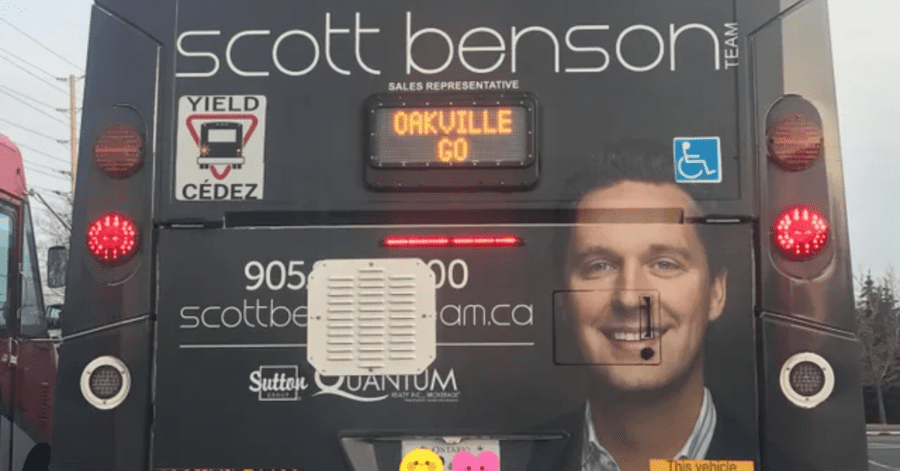 scott benson TEAM
SALES REPRESENTATIVE
YIELD
CÉDEZ
OAKVILLE
GO
905 00
scottbe am.ca
Sutton
GROUP
QUANTUM
REALTY INC., BROKERAGE
ONTARIO
This vehicle